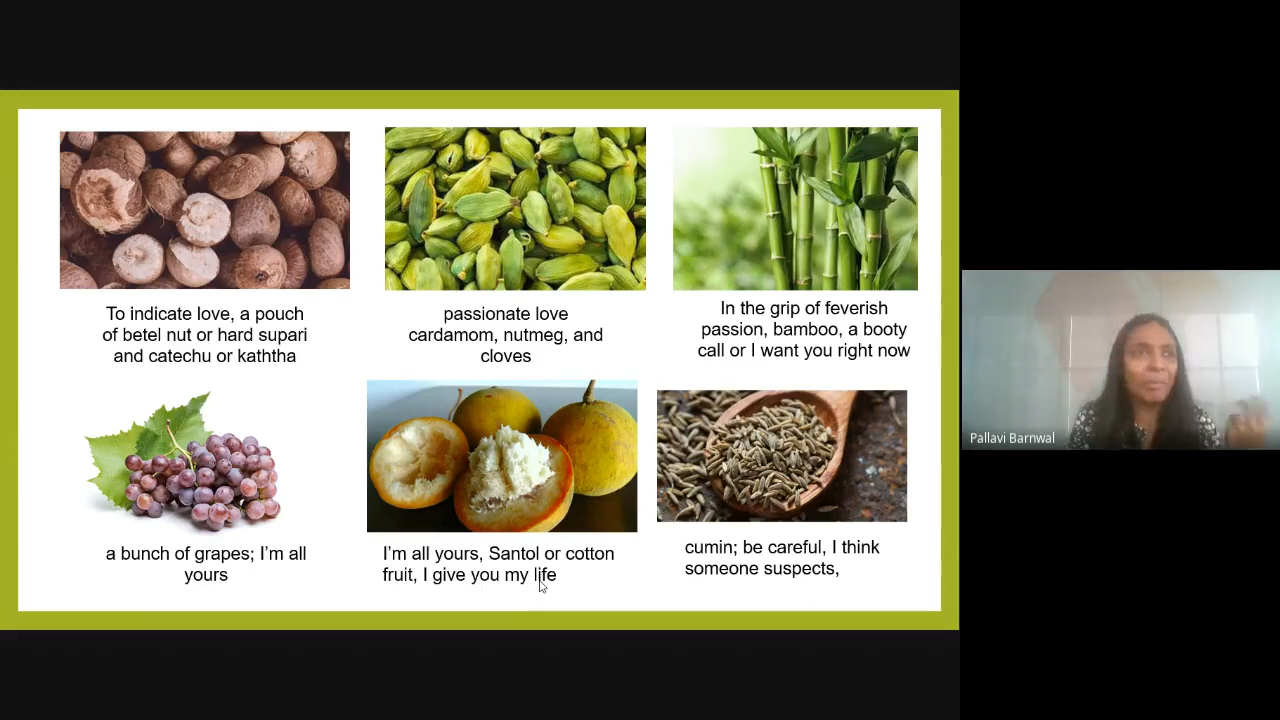 To indicate love, a pouch
of betel nut or hard supari
and catechu or kaththa
passionate love
cardamom, nutmeg, and
cloves
In the grip of feverish
passion, bamboo, a booty
call or I want you right now
a bunch of grapes; I'm all
yours
I'm all yours, Santol or cotton
fruit, I give you my life
cumin; be careful, I think
someone suspects,
Pallavi Barnwal